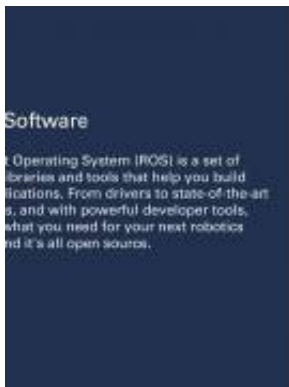 Software
t Operating System (ROS) is a set of
ibraries and tools that help you build
lications. From drivers to state-of-the-art
s, and with powerful developer tools,
what you need for your next robotics
nd it's all open source.